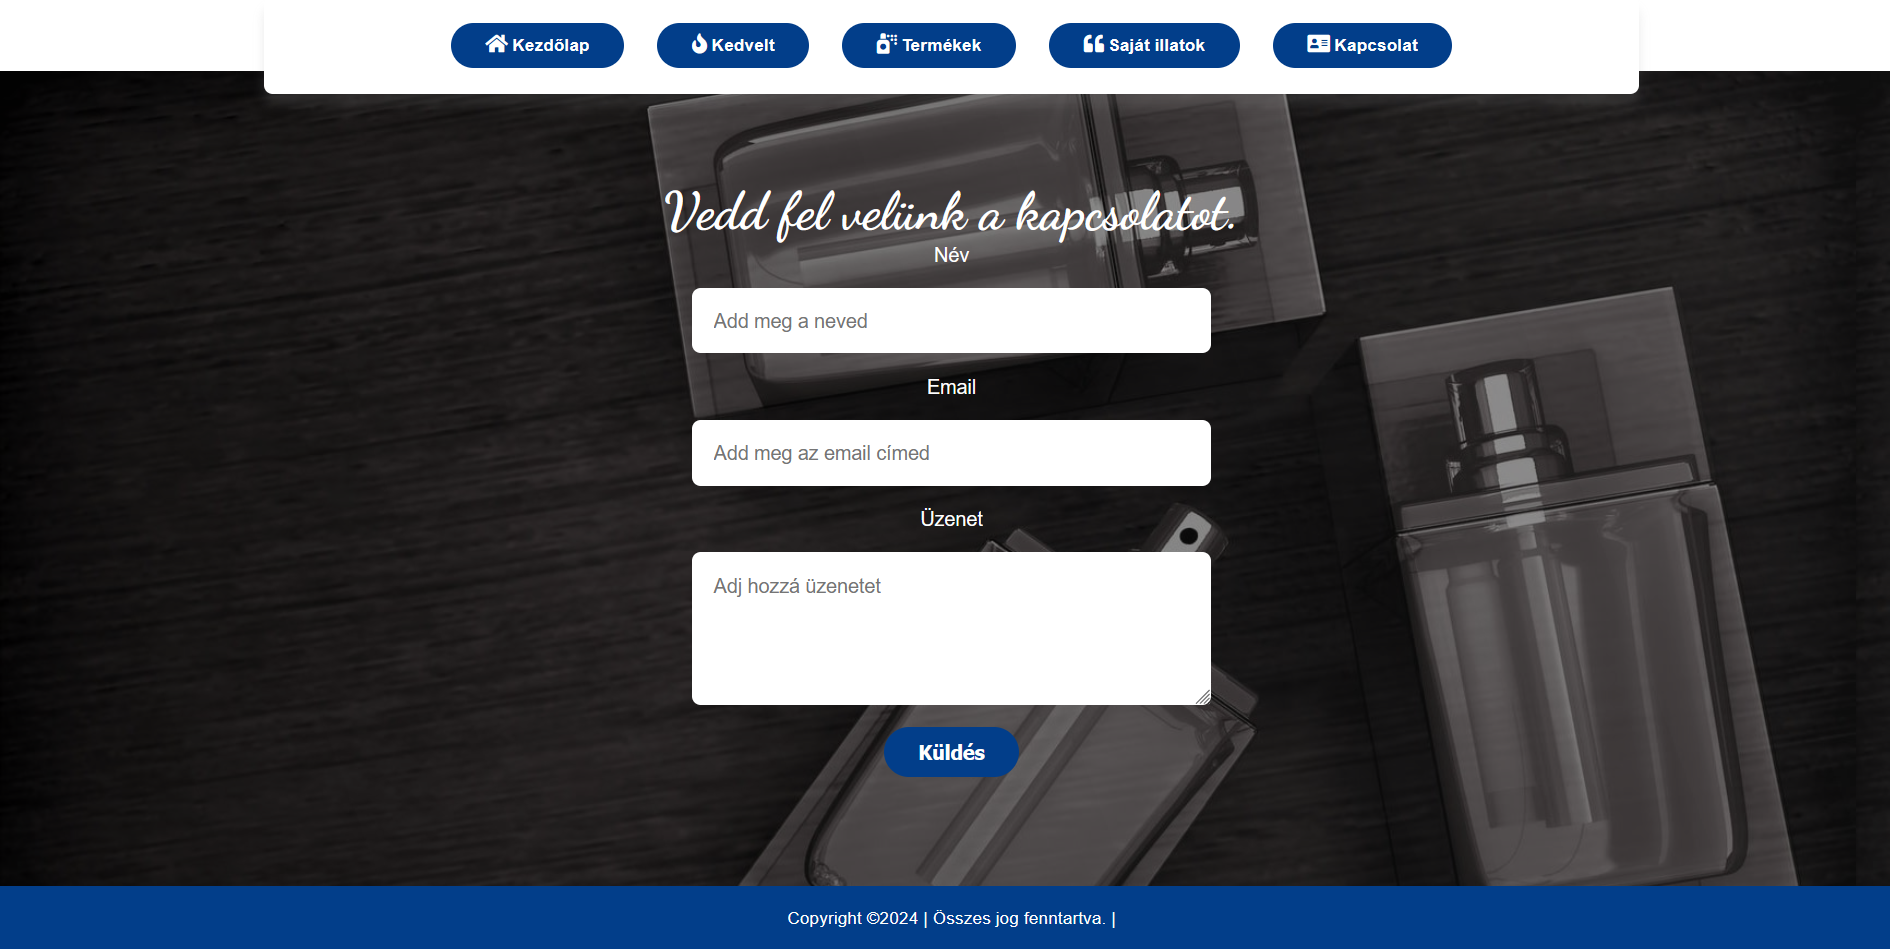 Kezdőlap
Kedvelt
Termékek
Saját illatok
Kapcsolat
Vedd fel velünk a kapcsolatot.
Név
Add meg a neved
Email
Add meg az email címed
Üzenet
Adj hozzá üzenetet
Küldés
Copyright ©2024 | Összes jog fenntartva. |